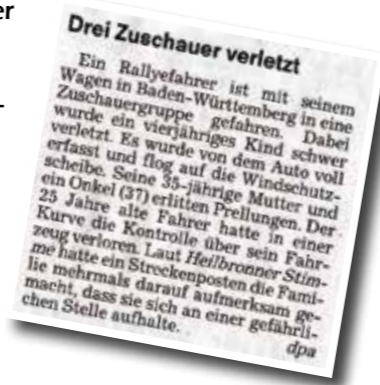 er
-
Drei Zuschauer verletzt
Ein Rallyefahrer ist mit seinem
Wagen in Baden-Württemberg in eine
Zuschauergruppe gefahren. Dabei
wurde ein vierjähriges Kind schwer
verletzt. Es wurde von dem Auto voll
erfasst und flog auf die Windschutz-
scheibe. Seine 35-jährige Mutter und
ein Onkel (37) erlitten Prellungen. Der
25 Jahre alte Fahrer hatte in einer
Kurve die Kontrolle über sein Fahr-
zeug verloren. Laut Heilbronner Stim-
me hatte ein Streckenposten die Fami-
lie mehrmals darauf aufmerksam ge-
macht, dass sie sich an einer gefährli-
chen Stelle aufhalte.
dpa